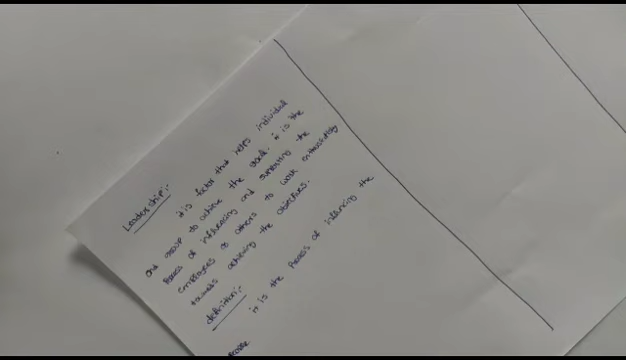 Leadership:-
it is factor that helps individual
and group to achieve the goal. it is the
Process of influencing and supervising the
Employees or others to work enthusiastically
towards achieving the objectives.
definition:-
it is the Process of influencing the